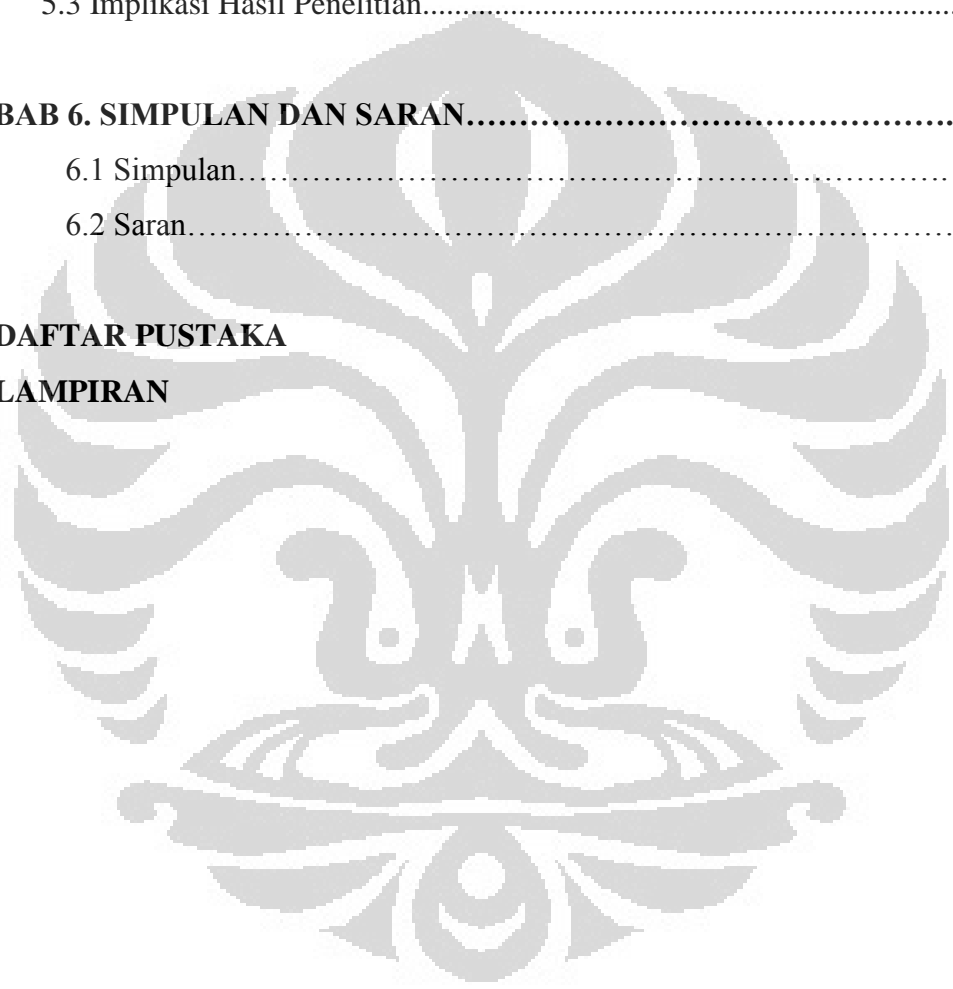 5.3 Implikasi Hasil Penelitian.......................................................................
BAB 6. SIMPULAN DAN SARAN……………………………………….
6.1 Simpulan………………………………………………………….
6.2 Saran………………………………………………………………
DAFTAR PUSTAKA
LAMPIRAN